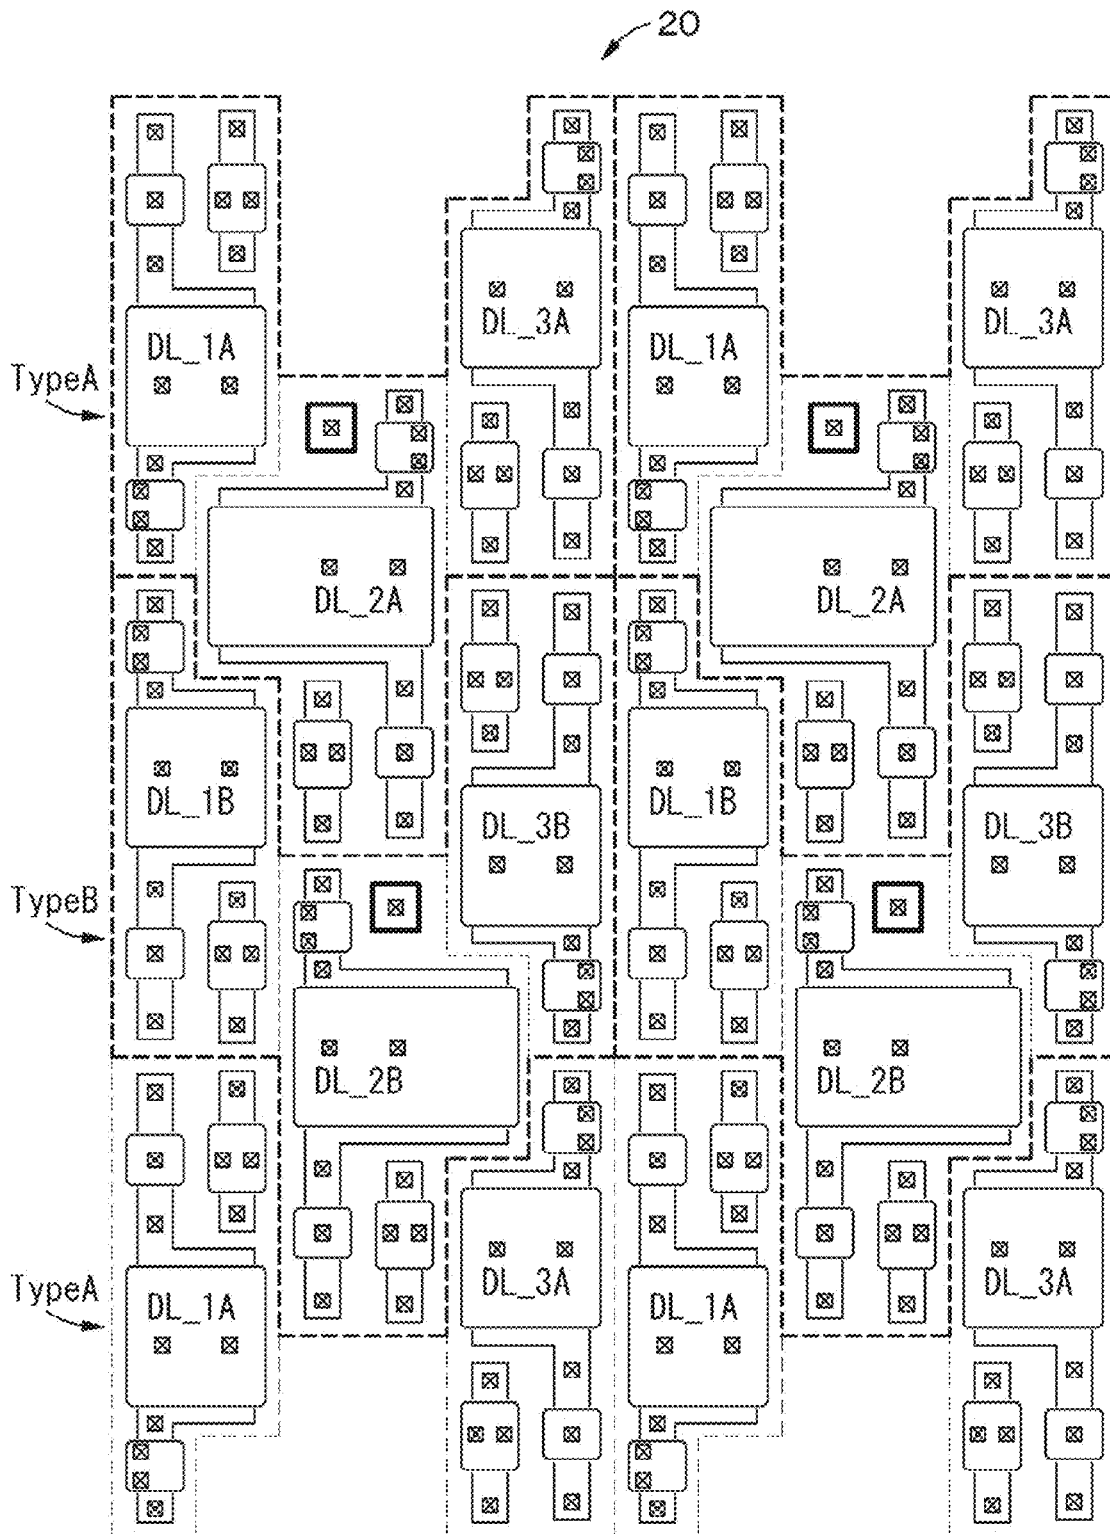 20
DL_3A DL_3A
DL_1A DL_1A
TypeA
DL_2A DL_2A
DL_1B DL_1B
DL_3B DL_3B
TypeB
DL_2B DL_2B
DL_3A DL_3A
DL_1A DL_1A
TypeA